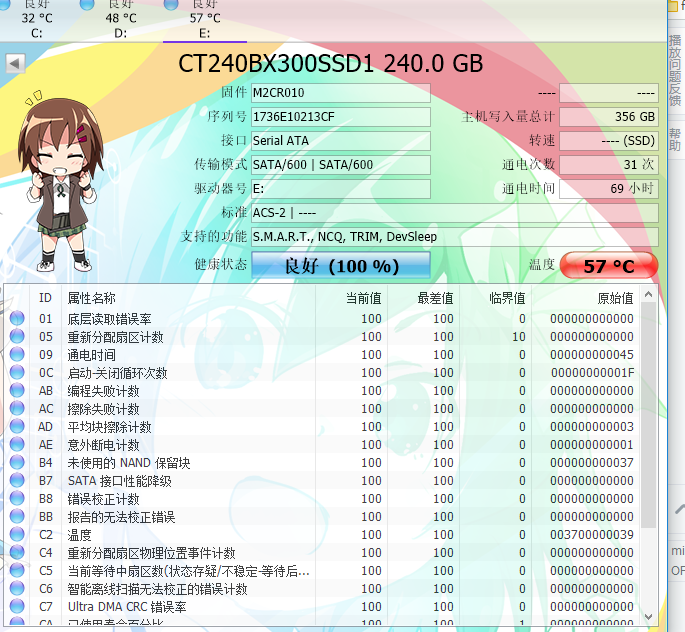 良好 良好 良好
32 °C 48 °C 57 °C
C: D: E:
CT240BX300SSD1 240.0 GB
固件 M2CR010 ---- ----
序列号 1736E10213CF 主机写入量总计 356 GB
接口 Serial ATA 转速 ---- (SSD)
传输模式 SATA/600 | SATA/600 通电次数 31 次
驱动器号 E: 通电时间 69 小时
标准 ACS-2 | ----
支持的功能 S.M.A.R.T., NCQ, TRIM, DevSleep
健康状态 良好 (100 %) 温度 57 °C
ID 属性名称 当前值 最差值 临界值 原始值
01 底层读取错误率 100 100 0 000000000000
05 重新分配扇区计数 100 100 10 000000000000
09 通电时间 100 100 0 000000000045
0C 启动-关闭循环次数 100 100 0 00000000001F
AB 编程失败计数 100 100 0 000000000000
AC 擦除失败计数 100 100 0 000000000000
AD 平均块擦除计数 100 100 0 000000000003
AE 意外断电计数 100 100 0 000000000001
B4 未使用的 NAND 保留块 100 100 0 000000000037
B7 SATA 接口性能降级 100 100 0 000000000000
B8 错误校正计数 100 100 0 000000000000
BB 报告的无法校正错误 100 100 0 000000000000
C2 温度 100 100 0 003700000039
C4 重新分配扇区物理位置事件计数 100 100 0 000000000000
C5 当前等待中扇区数(状态存疑/不稳定-等待后... 100 100 0 000000000000
C6 智能离线扫描无法校正的错误计数 100 100 0 000000000000
C7 Ultra DMA CRC 错误率 100 100 0 000000000000
CA 已使用寿命百分比 100 100 1 000000000000
播放问题反馈
帮助
mi
OF